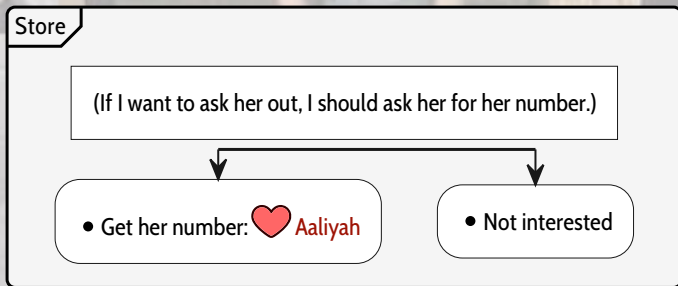 Store
(If I want to ask her out, I should ask her for her number.)
• Get her number: Aaliyah
• Not interested